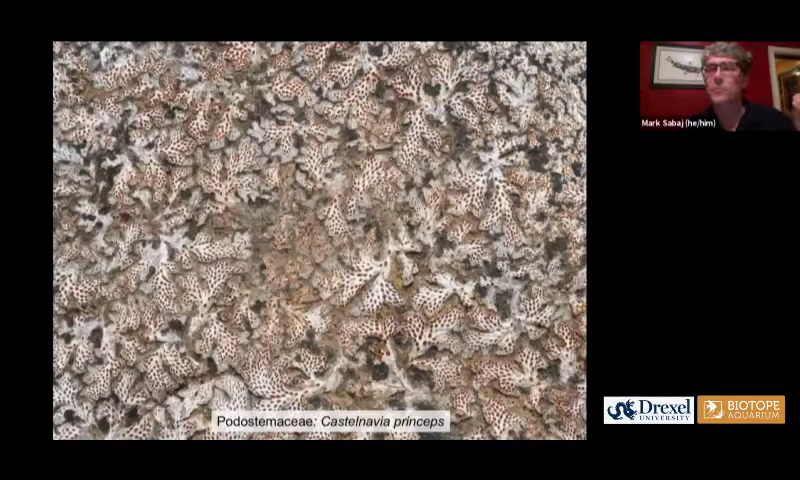 Mark Sabaj (he/him)
Drexel
UNIVERSITY
BIOTOPE
AQUARIUM
Podostemaceae: Castelnavia princeps